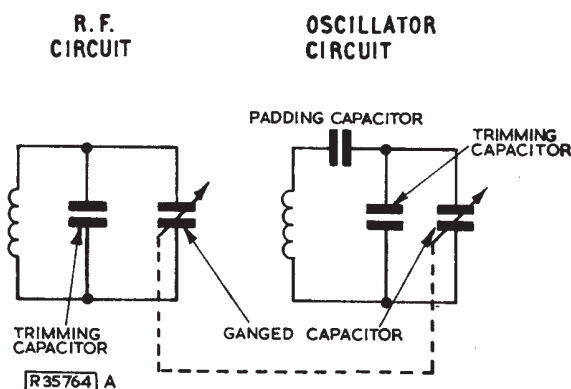 R.F.
CIRCUIT
OSCILLATOR
CIRCUIT
PADDING CAPACITOR
TRIMMING
CAPACITOR
TRIMMING
CAPACITOR
GANGED CAPACITOR
R35764 A